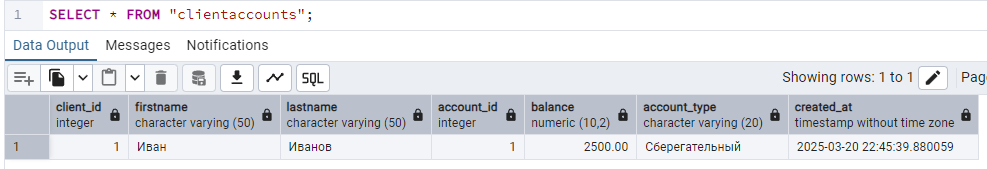 1 SELECT * FROM "clientaccounts";
Data Output Messages Notifications
SQL Showing rows: 1 to 1 Pag
client_id firstname lastname account_id balance account_type created_at
integer character varying (50) character varying (50) integer numeric (10,2) character varying (20) timestamp without time zone
1 1 Иван Иванов 1 2500.00 Сберегательный 2025-03-20 22:45:39.880059